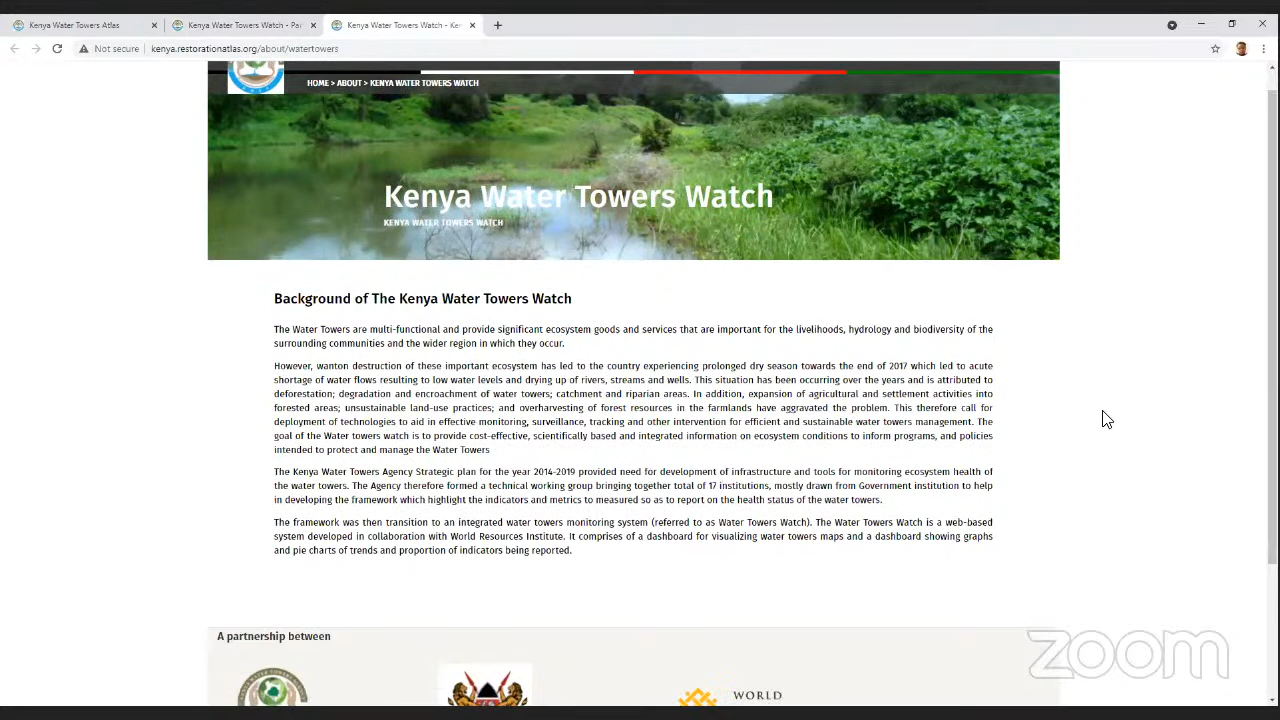 Kenya Water Towers Atlas
Kenya Water Towers Watch - Pa
Kenya Water Towers Watch - Ke
Not secure
kenya.restorationatlas.org/about/watertowers
HOME > ABOUT > KENYA WATER TOWERS WATCH
Kenya Water Towers Watch
KENYA WATER TOWERS WATCH
Background of The Kenya Water Towers Watch
The Water Towers are multi-functional and provide significant ecosystem goods and services that are important for the livelihoods, hydrology and biodiversity of the
surrounding communities and the wider region in which they occur.
However, wanton destruction of these important ecosystem has led to the country experiencing prolonged dry season towards the end of 2017 which led to acute
shortage of water flows resulting to low water levels and drying up of rivers, streams and wells. This situation has been occurring over the years and is attributed to
deforestation; degradation and encroachment of water towers; catchment and riparian areas. In addition, expansion of agricultural and settlement activities into
forested areas; unsustainable land-use practices; and overharvesting of forest resources in the farmlands have aggravated the problem. This therefore call for
deployment of technologies to aid in effective monitoring, surveillance, tracking and other intervention for efficient and sustainable water towers management. The
goal of the Water towers watch is to provide cost-effective, scientifically based and integrated information on ecosystem conditions to inform programs, and policies
intended to protect and manage the Water Towers
The Kenya Water Towers Agency Strategic plan for the year 2014-2019 provided need for development of infrastructure and tools for monitoring ecosystem health of
the water towers. The Agency therefore formed a technical working group bringing together total of 17 institutions, mostly drawn from Government institution to help
in developing the framework which highlight the indicators and metrics to measured so as to report on the health status of the water towers.
The framework was then transition to an integrated water towers monitoring system (referred to as Water Towers Watch). The Water Towers Watch is a web-based
system developed in collaboration with World Resources Institute. It comprises of a dashboard for visualizing water towers maps and a dashboard showing graphs
and pie charts of trends and proportion of indicators being reported.
A partnership between
WORLD
zoom